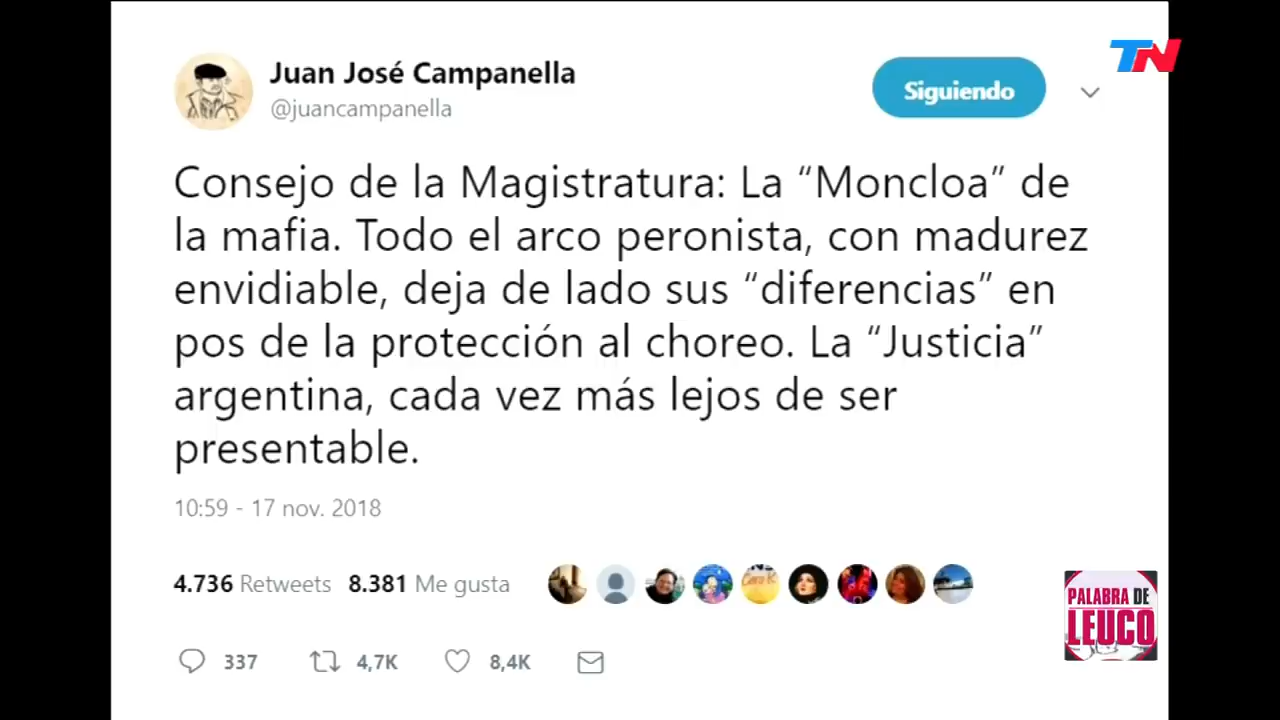 TN
Juan José Campanella
@juancampanella
Siguiendo
Consejo de la Magistratura: La “Moncloa” de
la mafia. Todo el arco peronista, con madurez
envidiable, deja de lado sus “diferencias” en
pos de la protección al choreo. La “Justicia”
argentina, cada vez más lejos de ser
presentable.
10:59 - 17 nov. 2018
4.736 Retweets 8.381 Me gusta
337 4,7K 8,4K
PALABRA DE
LEUCO